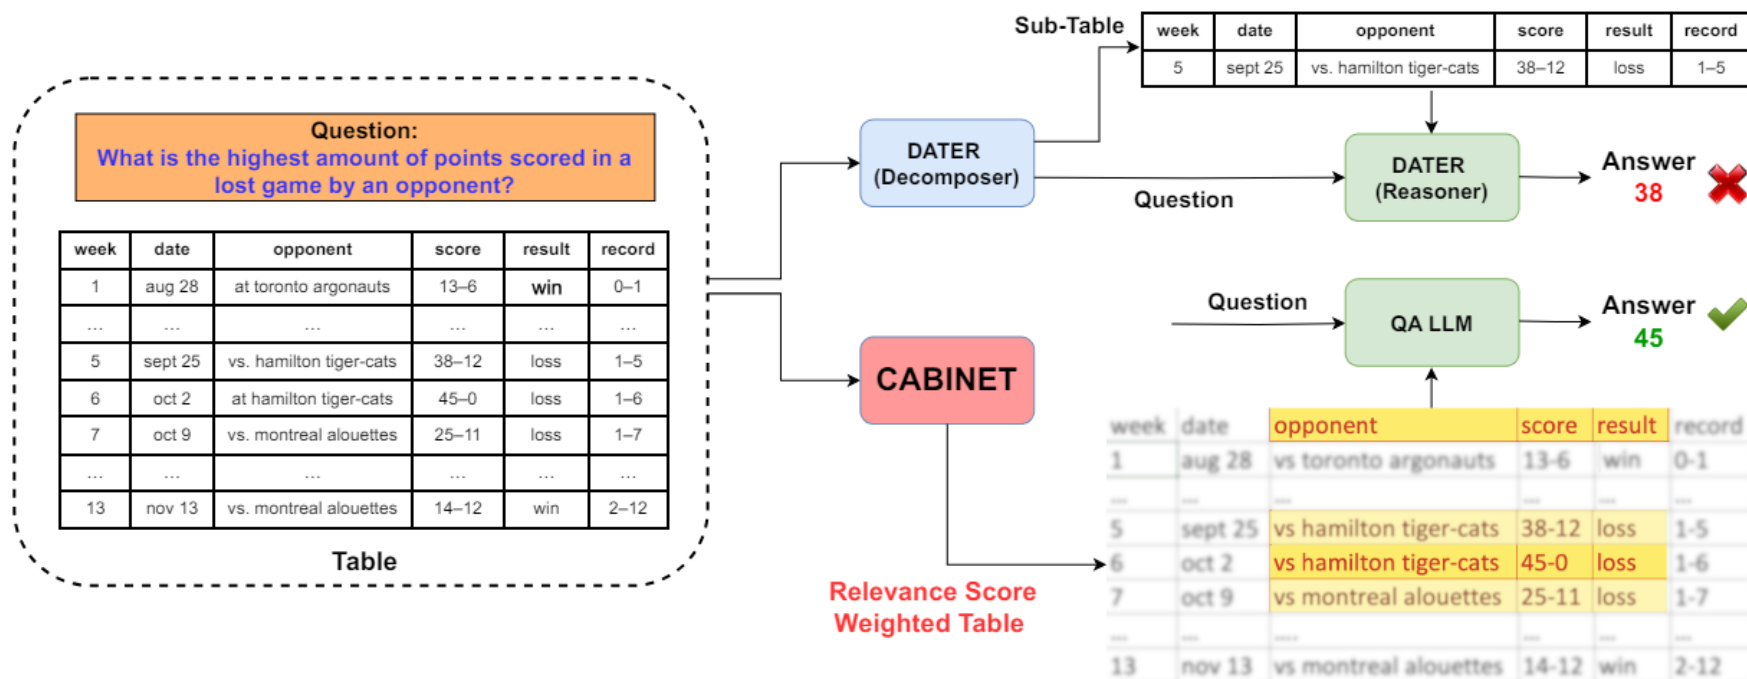 Question:
What is the highest amount of points scored in a
lost game by an opponent?
week date opponent score result record
1 aug 28 at toronto argonauts 13–6 win 0–1
... ... ... ... ... ...
5 sept 25 vs. hamilton tiger-cats 38–12 loss 1–5
6 oct 2 at hamilton tiger-cats 45–0 loss 1–6
7 oct 9 vs. montreal alouettes 25–11 loss 1–7
... ... ... ... ... ...
13 nov 13 vs. montreal alouettes 14–12 win 2–12
Table
DATER
(Decomposer)
CABINET
Sub-Table
week date opponent score result record
5 sept 25 vs. hamilton tiger-cats 38–12 loss 1–5
Question
DATER
(Reasoner)
Answer
38
Question
QA LLM
Answer
45
Relevance Score
Weighted Table
week date opponent score result record
1 aug 28 vs toronto argonauts 13-6 win 0-1
... ... ... ... ... ...
5 sept 25 vs hamilton tiger-cats 38-12 loss 1-5
6 oct 2 vs hamilton tiger-cats 45-0 loss 1-6
7 oct 9 vs montreal alouettes 25-11 loss 1-7
... ... .... ... ... ...
13 nov 13 vs montreal alouettes 14-12 win 2-12